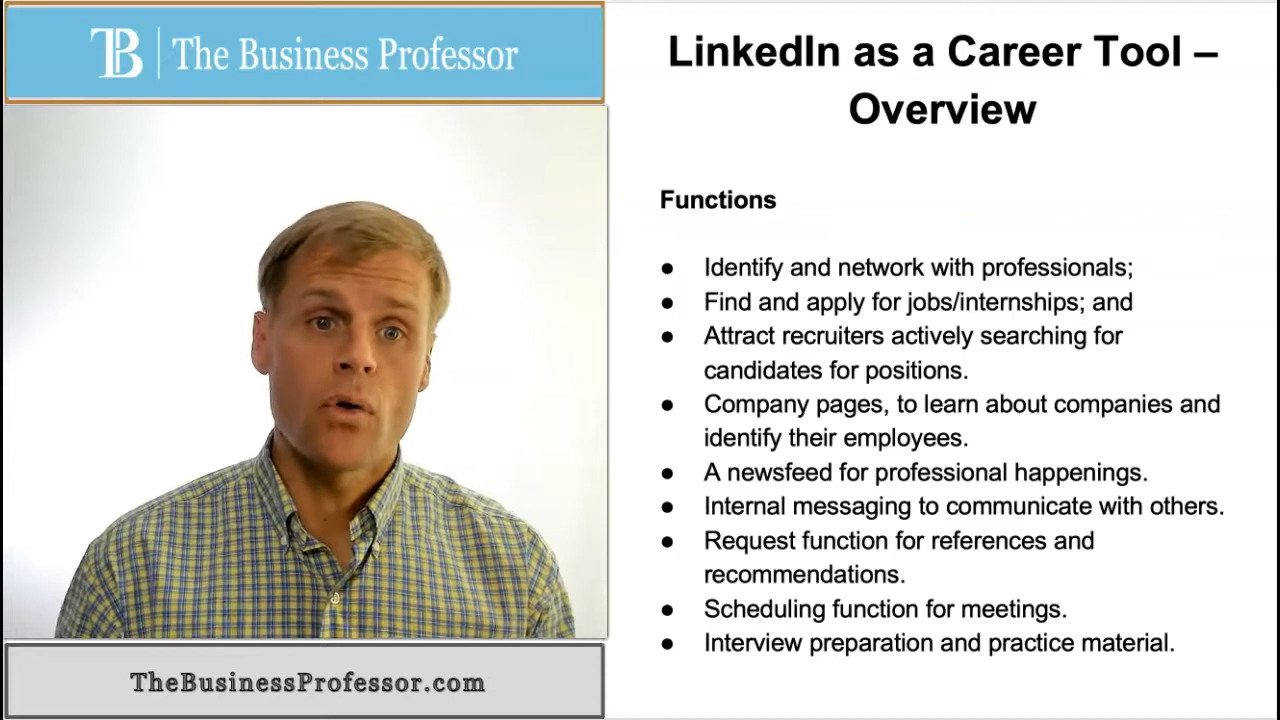 TB | The Business Professor
LinkedIn as a Career Tool –
Overview
Functions
● Identify and network with professionals;
● Find and apply for jobs/internships; and
● Attract recruiters actively searching for
candidates for positions.
● Company pages, to learn about companies and
identify their employees.
● A newsfeed for professional happenings.
● Internal messaging to communicate with others.
● Request function for references and
recommendations.
● Scheduling function for meetings.
● Interview preparation and practice material.
TheBusinessProfessor.com